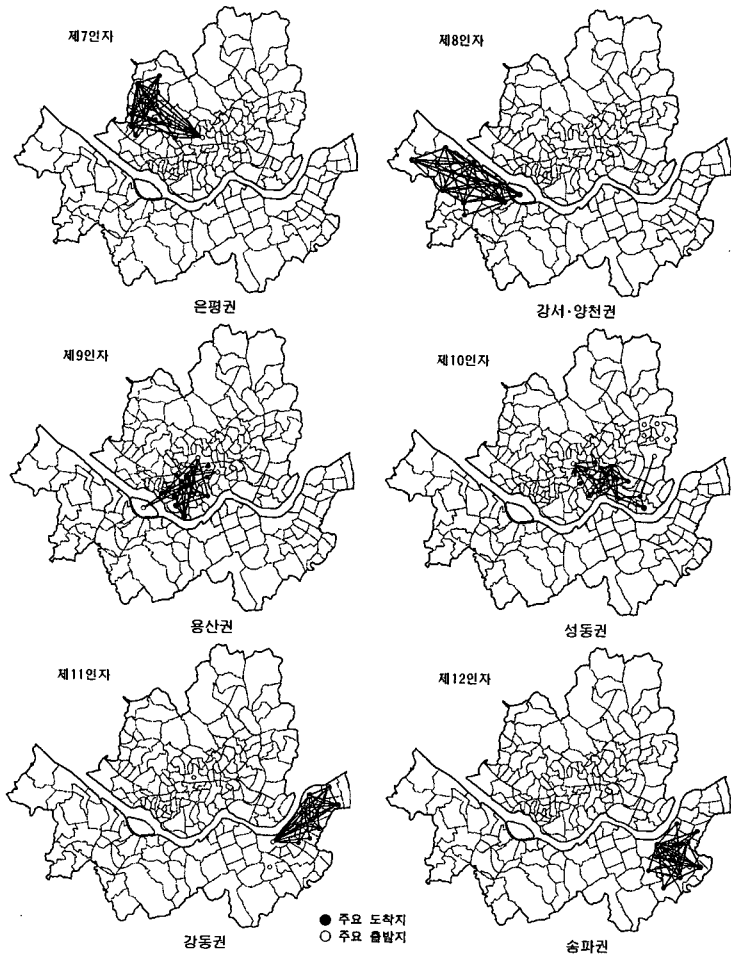 제7인자
제8인자
은평권
강서·양천권
제9인자
제10인자
용산권
성동권
제11인자
제12인자
강동권
● 주요 도착지
○ 주요 출발지
송파권